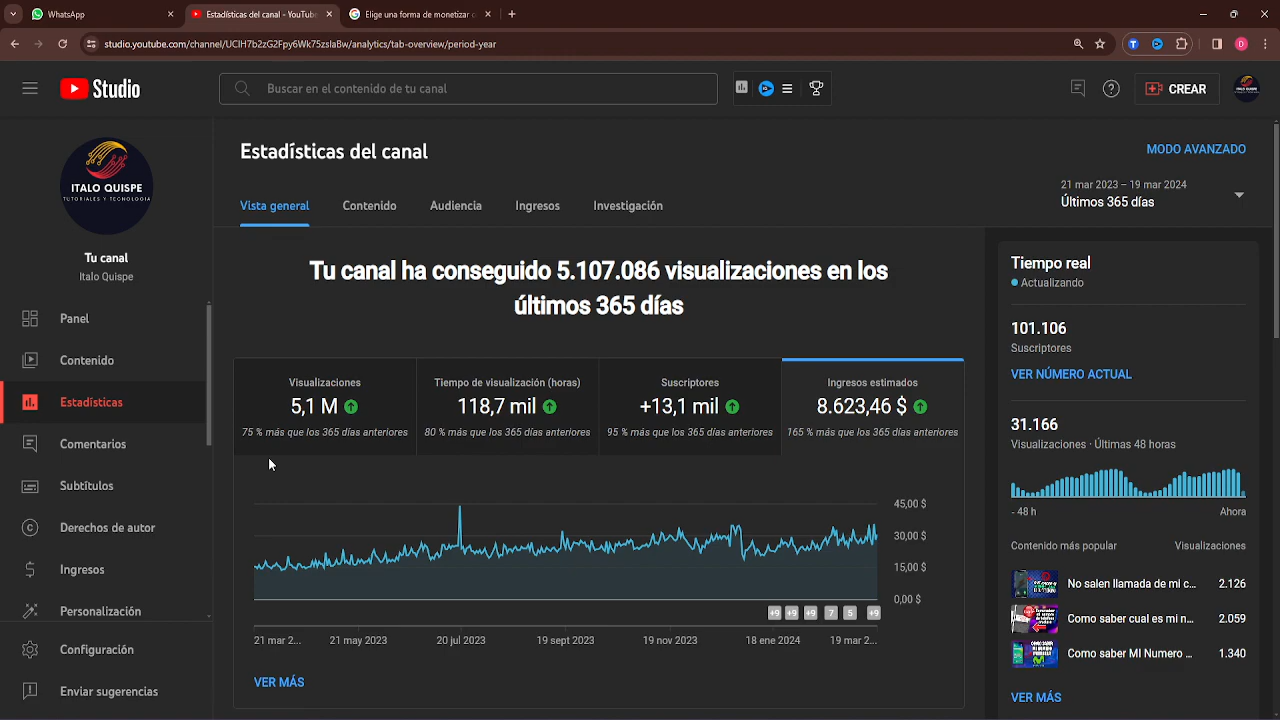 WhatsApp
Estadísticas del canal - YouTube
Elige una forma de monetizar c
studio.youtube.com/channel/UCIH7b2zG2Fpy6Wk75zsIaBw/analytics/tab-overview/period-year
D
Studio
Buscar en el contenido de tu canal
CREAR
ITALO QUISPE
TUTORIALES Y TECNOLOGIA
Tu canal
Italo Quispe
Panel
Contenido
Estadísticas
Comentarios
Subtítulos
Derechos de autor
Ingresos
Personalización
Configuración
Enviar sugerencias
Estadísticas del canal
MODO AVANZADO
Vista general
Contenido
Audiencia
Ingresos
Investigación
21 mar 2023 – 19 mar 2024
Últimos 365 días
Tu canal ha conseguido 5.107.086 visualizaciones en los
últimos 365 días
Visualizaciones
5,1 M
75 % más que los 365 días anteriores
Tiempo de visualización (horas)
118,7 mil
80 % más que los 365 días anteriores
Suscriptores
+13,1 mil
95 % más que los 365 días anteriores
Ingresos estimados
8.623,46 $
165 % más que los 365 días anteriores
45,00 $
30,00 $
15,00 $
0,00 $
+9 +9 +9 7 5 +9
21 mar 2... 21 may 2023 20 jul 2023 19 sept 2023 19 nov 2023 18 ene 2024 19 mar 2...
VER MÁS
Tiempo real
Actualizando
101.106
Suscriptores
VER NÚMERO ACTUAL
31.166
Visualizaciones · Últimas 48 horas
- 48 h Ahora
Contenido más popular Visualizaciones
No salen llamada de mi c... 2.126
Como saber cual es mi n... 2.059
Como saber MI Numero ... 1.340
VER MÁS